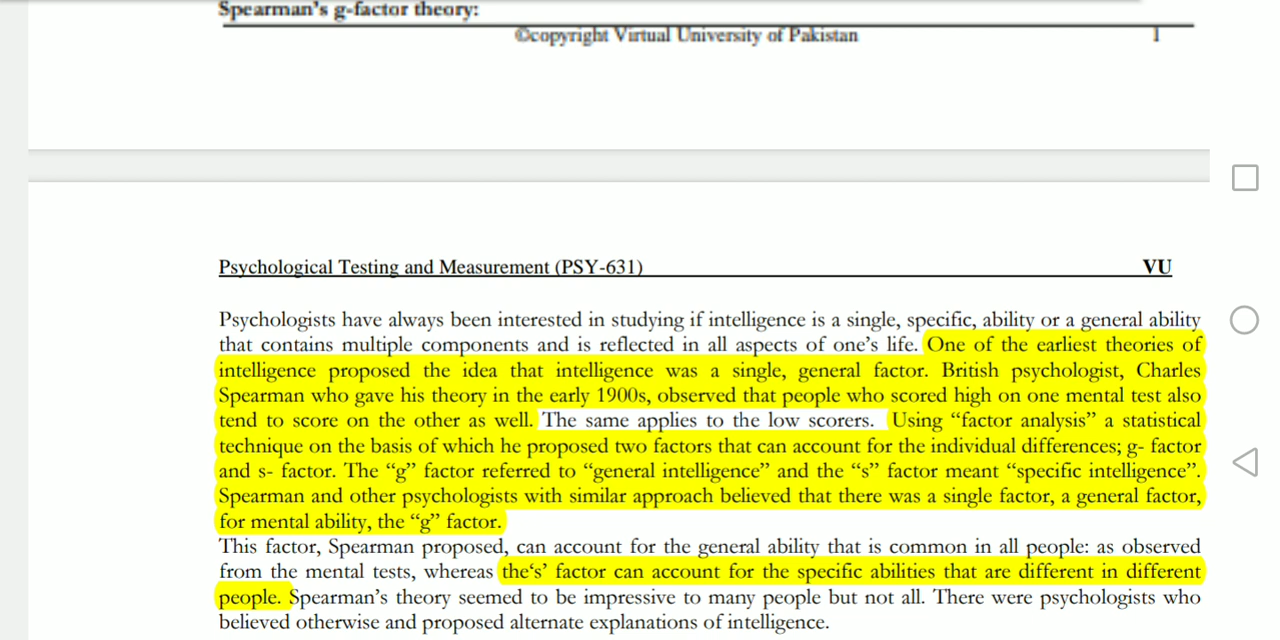 Spearman's g-factor theory:
©copyright Virtual University of Pakistan 1
Psychological Testing and Measurement (PSY-631) VU
Psychologists have always been interested in studying if intelligence is a single, specific, ability or a general ability
that contains multiple components and is reflected in all aspects of one's life. One of the earliest theories of
intelligence proposed the idea that intelligence was a single, general factor. British psychologist, Charles
Spearman who gave his theory in the early 1900s, observed that people who scored high on one mental test also
tend to score on the other as well. The same applies to the low scorers. Using “factor analysis” a statistical
technique on the basis of which he proposed two factors that can account for the individual differences; g- factor
and s- factor. The “g” factor referred to “general intelligence” and the “s” factor meant “specific intelligence”.
Spearman and other psychologists with similar approach believed that there was a single factor, a general factor,
for mental ability, the “g” factor.
This factor, Spearman proposed, can account for the general ability that is common in all people: as observed
from the mental tests, whereas the‘s’ factor can account for the specific abilities that are different in different
people. Spearman's theory seemed to be impressive to many people but not all. There were psychologists who
believed otherwise and proposed alternate explanations of intelligence.